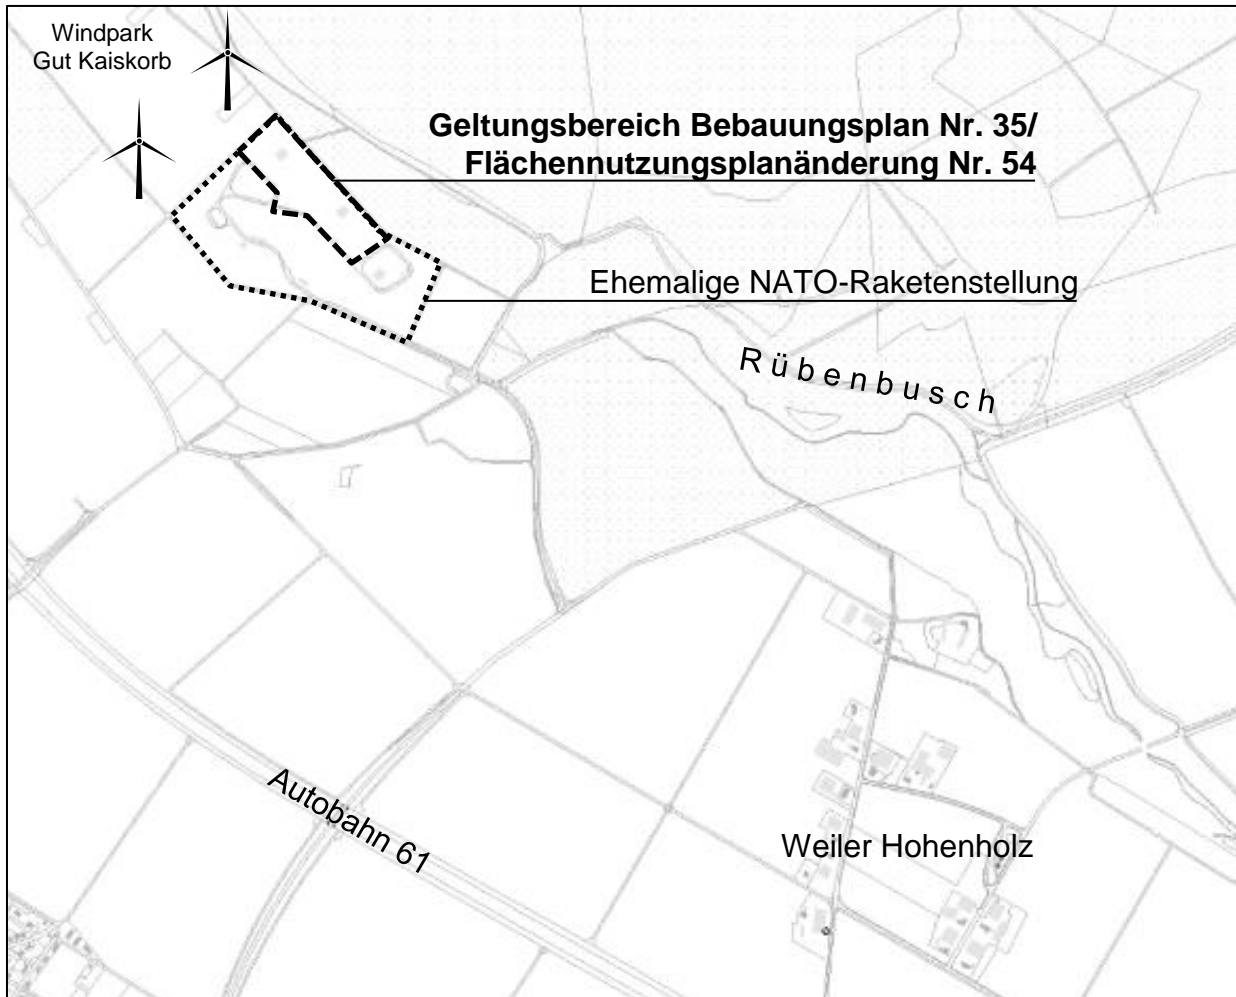 Windpark
Gut Kaiskorb
Geltungsbereich Bebauungsplan Nr. 35/
Flächennutzungsplanänderung Nr. 54
Ehemalige NATO-Raketenstellung
Rübenbusch
Autobahn 61
Weiler Hohenholz